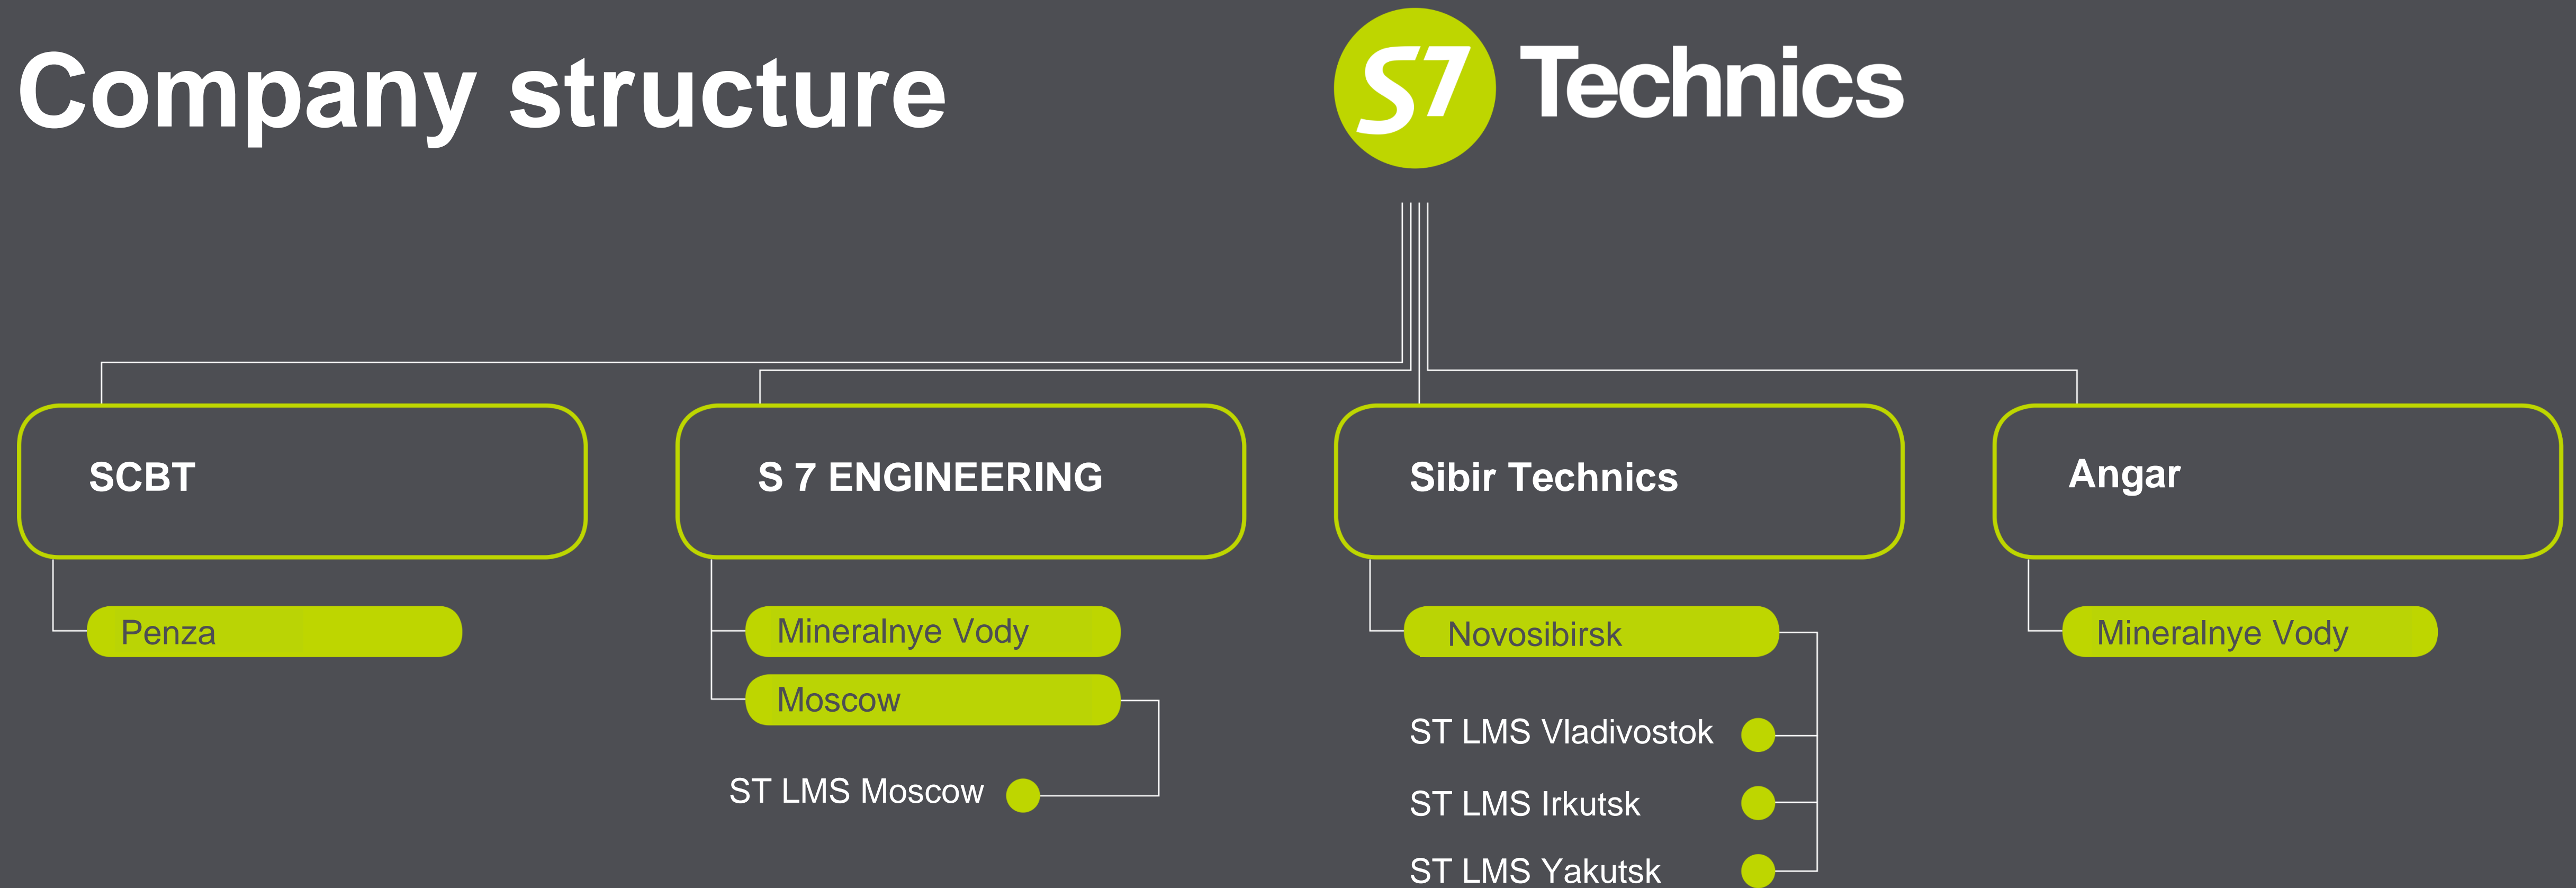 Company structure
S7 Technics
SCBT
S 7 ENGINEERING
Sibir Technics
Angar
Penza
Mineralnye Vody
Moscow
ST LMS Moscow
Novosibirsk
ST LMS Vladivostok
ST LMS Irkutsk
ST LMS Yakutsk
Mineralnye Vody